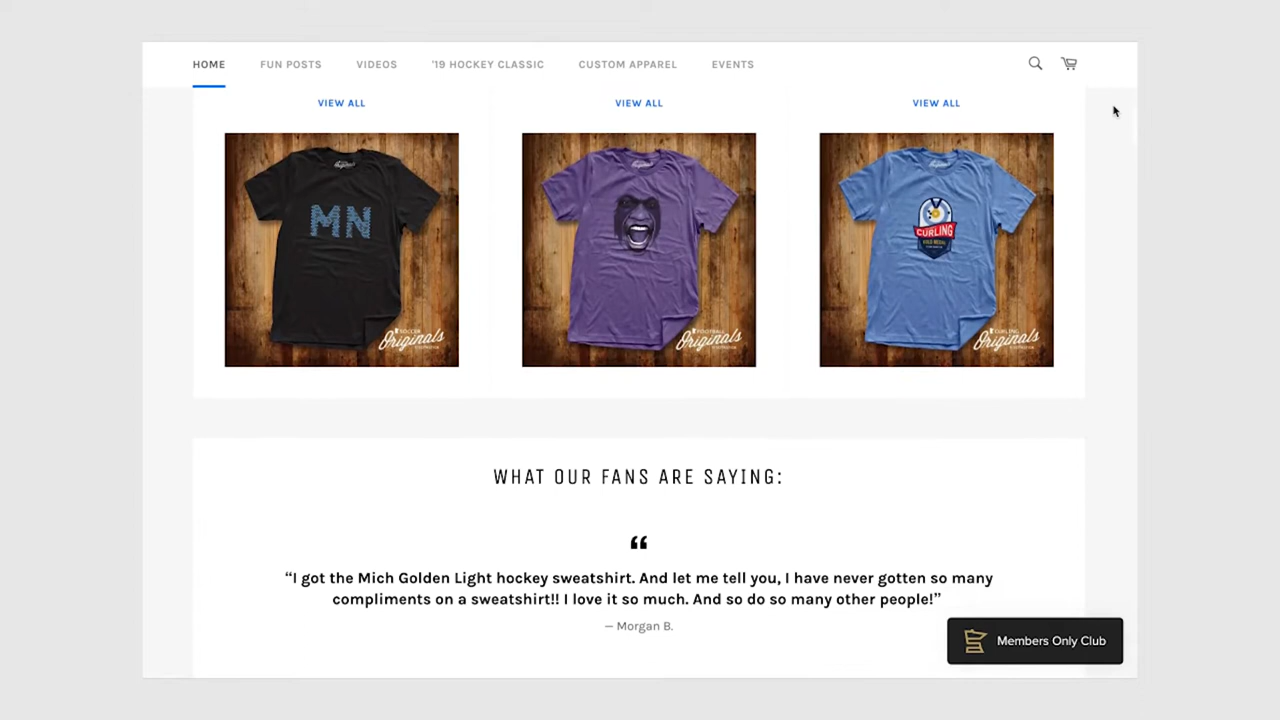 HOME FUN POSTS VIDEOS '19 HOCKEY CLASSIC CUSTOM APPAREL EVENTS
VIEW ALL VIEW ALL VIEW ALL
MN
CURLING
SOCCER
Originals
FOOTBALL
Originals
CURLING
Originals
WHAT OUR FANS ARE SAYING:
“
“I got the Mich Golden Light hockey sweatshirt. And let me tell you, I have never gotten so many
compliments on a sweatshirt!! I love it so much. And so do so many other people!”
— Morgan B.
Members Only Club